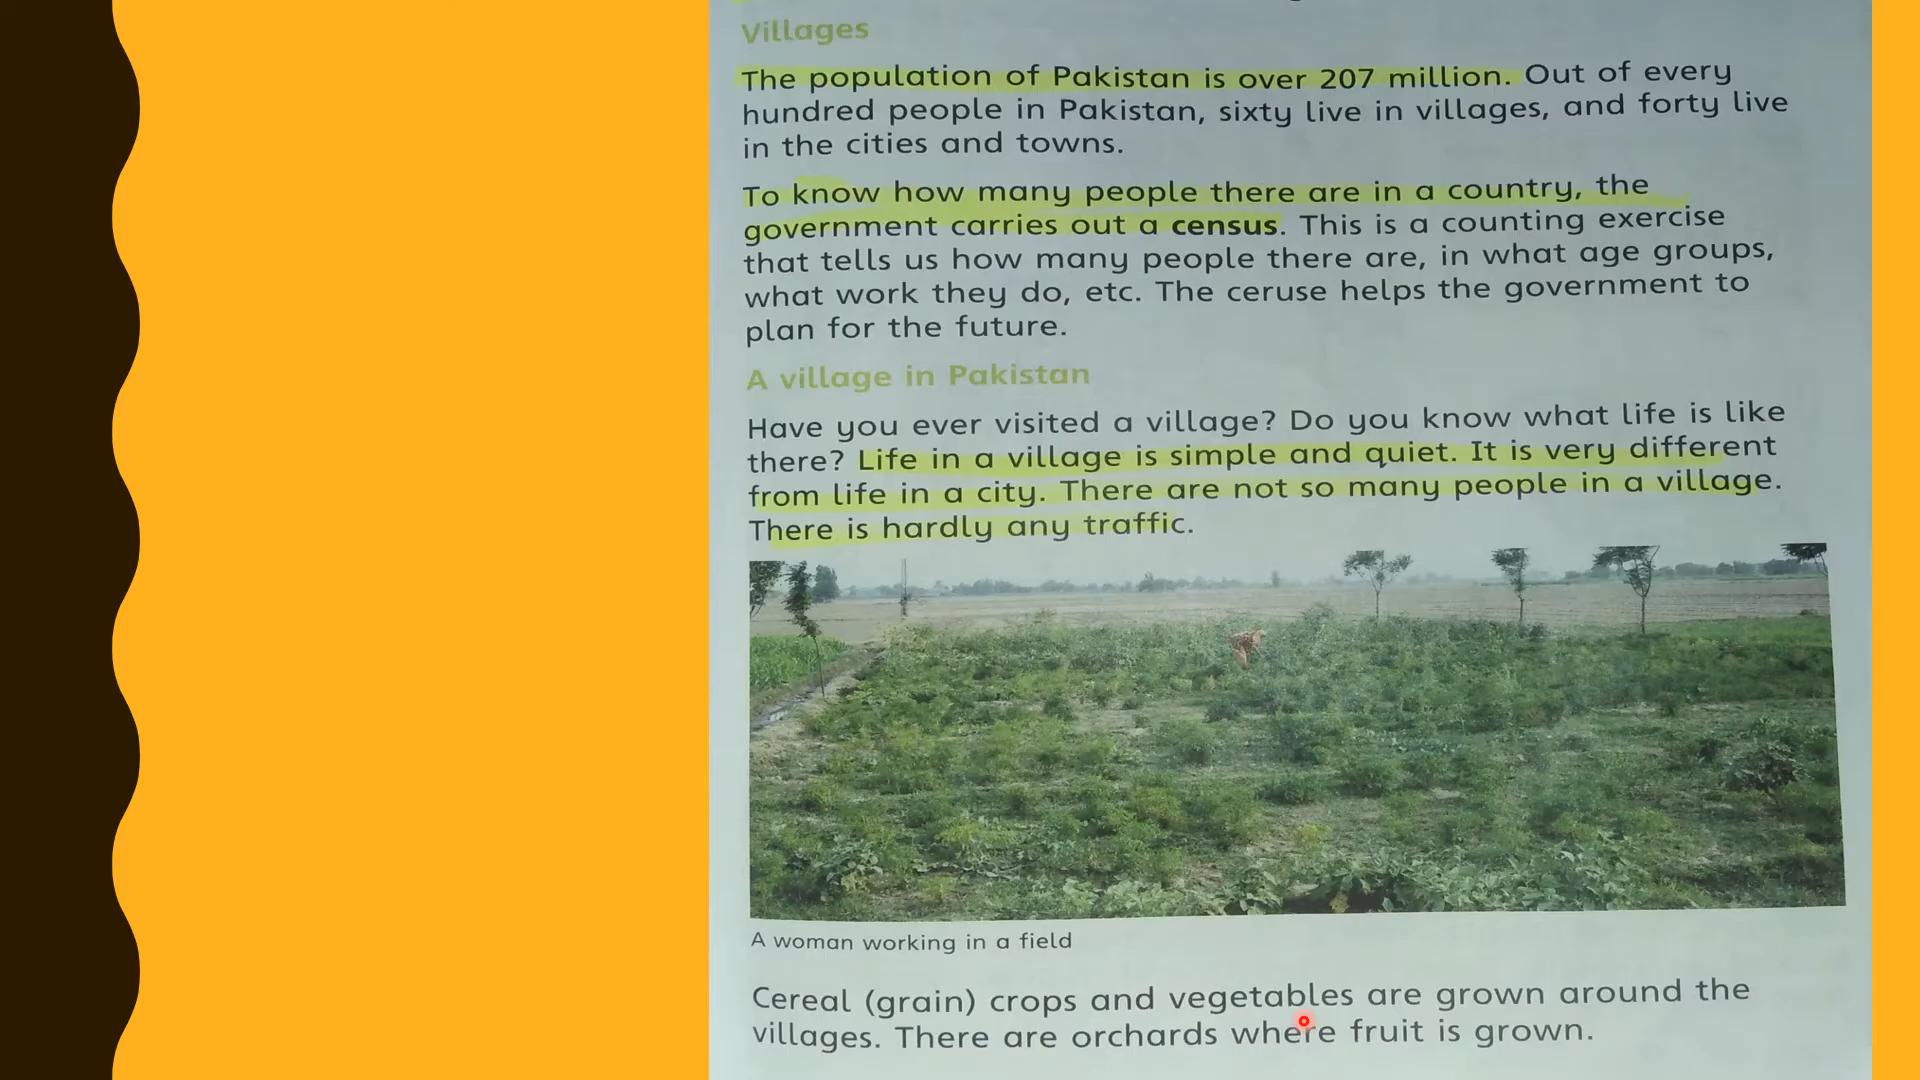 Villages
The population of Pakistan is over 207 million. Out of every
hundred people in Pakistan, sixty live in villages, and forty live
in the cities and towns.
To know how many people there are in a country, the
government carries out a census. This is a counting exercise
that tells us how many people there are, in what age groups,
what work they do, etc. The ceruse helps the government to
plan for the future.
A village in Pakistan
Have you ever visited a village? Do you know what life is like
there? Life in a village is simple and quiet. It is very different
from life in a city. There are not so many people in a village.
There is hardly any traffic.
A woman working in a field
Cereal (grain) crops and vegetables are grown around the
villages. There are orchards where fruit is grown.